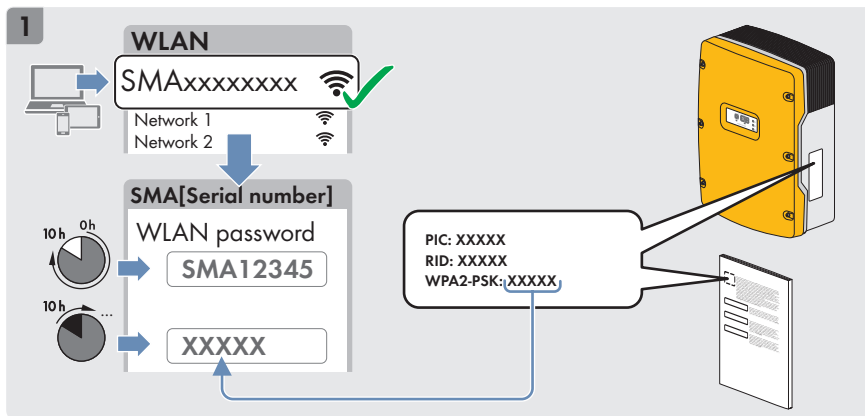 1
WLAN
SMAxxxxxxxx
Network 1
Network 2
SMA[Serial number]
WLAN password
10 h 0h
SMA12345
10 h ...
XXXXX
PIC: XXXXX
RID: XXXXX
WPA2-PSK: XXXXX